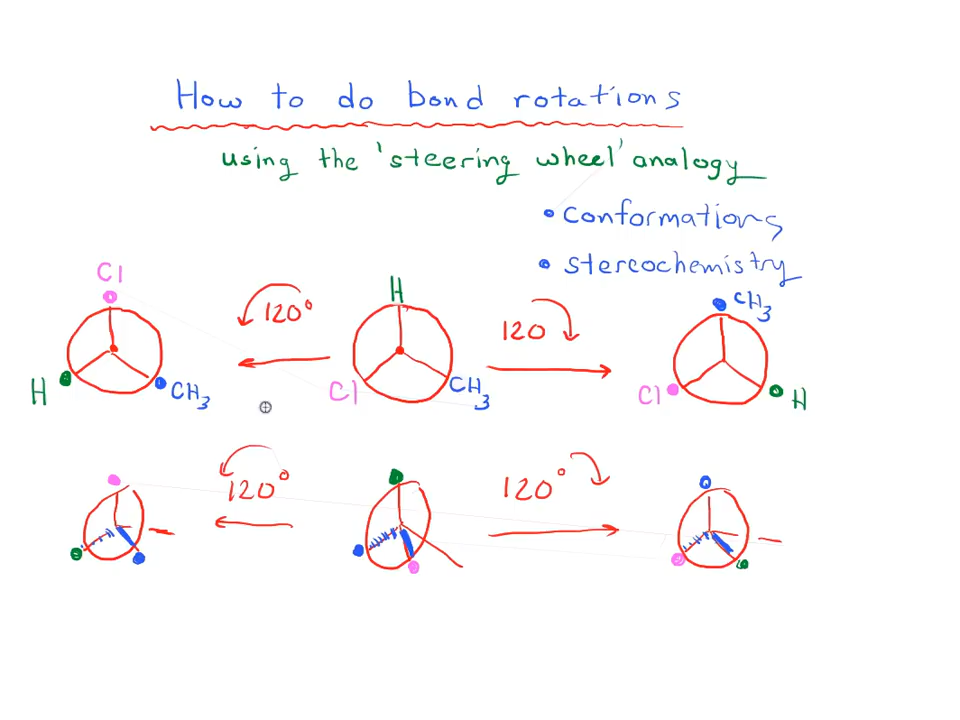 How to do bond rotations
using the 'steering wheel' analogy
• conformations
• stereochemistry
Cl
H
CH3
120°
H
Cl
CH3
120
CH3
Cl
H
120°
120°